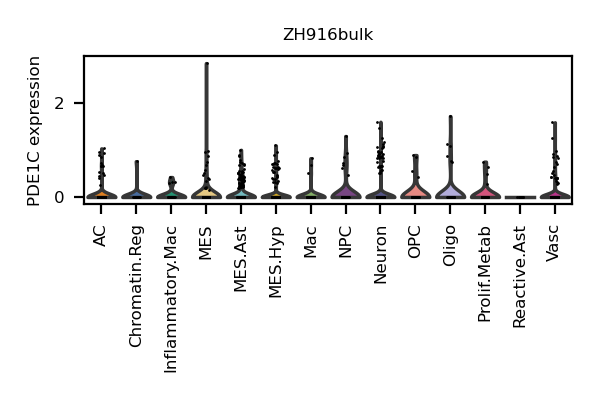 ZH916bulk
PDE1C expression
2
0
AC
Chromatin.Reg
Inflammatory.Mac
MES
MES.Ast
MES.Hyp
Mac
NPC
Neuron
OPC
Oligo
Prolif.Metab
Reactive.Ast
Vasc